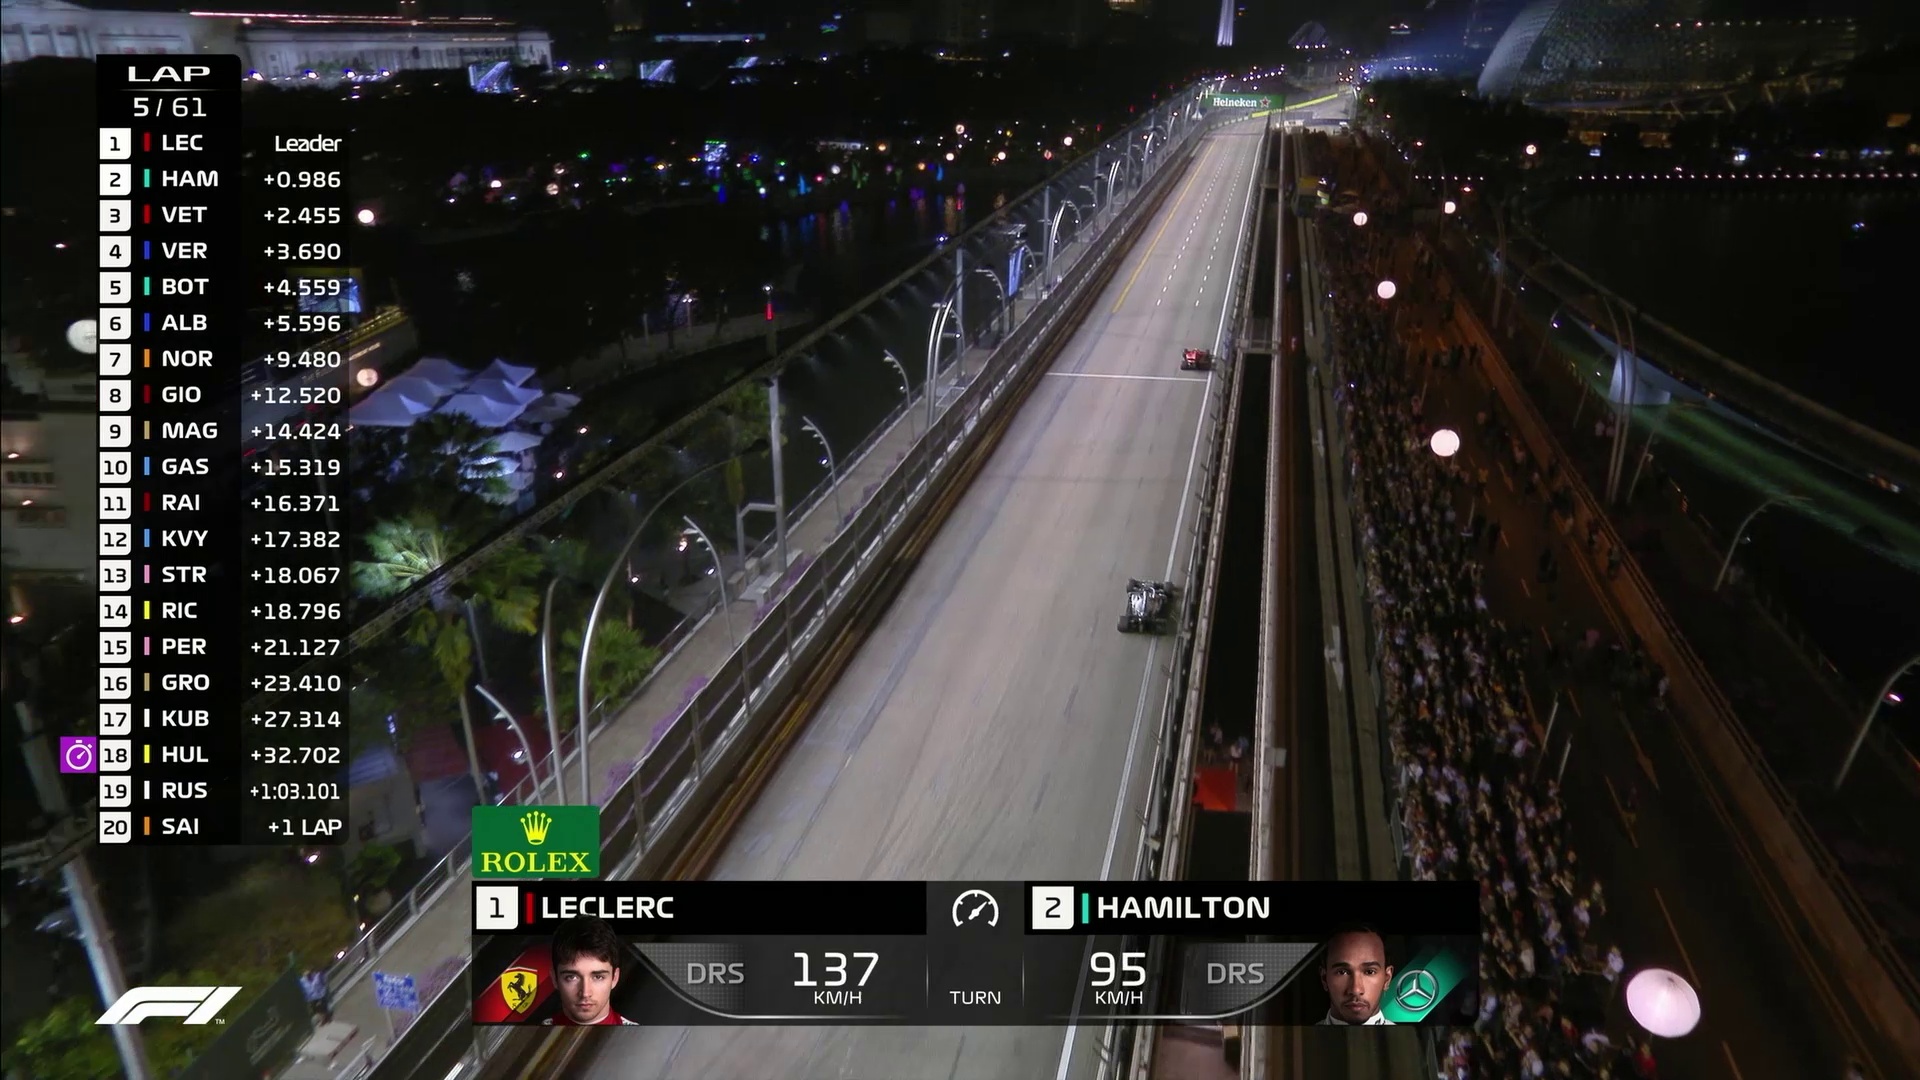 LAP
5 / 61
1 LEC Leader
2 HAM +0.986
3 VET +2.455
4 VER +3.690
5 BOT +4.559
6 ALB +5.596
7 NOR +9.480
8 GIO +12.520
9 MAG +14.424
10 GAS +15.319
11 RAI +16.371
12 KVY +17.382
13 STR +18.067
14 RIC +18.796
15 PER +21.127
16 GRO +23.410
17 KUB +27.314
18 HUL +32.702
19 RUS +1:03.101
20 SAI +1 LAP
Heineken
ROLEX
1 LECLERC
2 HAMILTON
DRS 137 KM/H
TURN
95 KM/H DRS
F1 TM